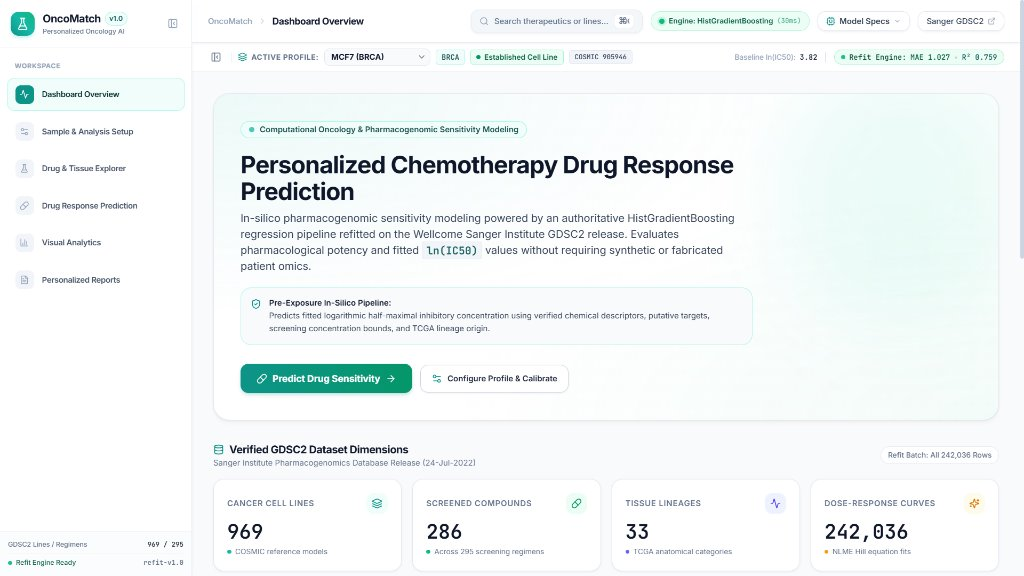 OncoMatch v1.0
Personalized Oncology AI
OncoMatch > Dashboard Overview
Search therapeutics or lines... ⌘K
Engine: HistGradientBoosting (30ms)
Model Specs
Sanger GDSC2
WORKSPACE
Dashboard Overview
Sample & Analysis Setup
Drug & Tissue Explorer
Drug Response Prediction
Visual Analytics
Personalized Reports
GDSC2 Lines / Regimens 969 / 295
Refit Engine Ready refit-v1.0
ACTIVE PROFILE: MCF7 (BRCA) BRCA Established Cell Line COSMIC 905946
Baseline ln(IC50): 3.82
Refit Engine: MAE 1.027 · R² 0.759
Computational Oncology & Pharmacogenomic Sensitivity Modeling
Personalized Chemotherapy Drug Response
Prediction
In-silico pharmacogenomic sensitivity modeling powered by an authoritative HistGradientBoosting
regression pipeline refitted on the Wellcome Sanger Institute GDSC2 release. Evaluates
pharmacological potency and fitted ln(IC50) values without requiring synthetic or fabricated
patient omics.
Pre-Exposure In-Silico Pipeline:
Predicts fitted logarithmic half-maximal inhibitory concentration using verified chemical descriptors, putative targets,
screening concentration bounds, and TCGA lineage origin.
Predict Drug Sensitivity →
Configure Profile & Calibrate
Verified GDSC2 Dataset Dimensions
Sanger Institute Pharmacogenomics Database Release (24-Jul-2022)
Refit Batch: All 242,036 Rows
CANCER CELL LINES
969
COSMIC reference models
SCREENED COMPOUNDS
286
Across 295 screening regimens
TISSUE LINEAGES
33
TCGA anatomical categories
DOSE-RESPONSE CURVES
242,036
NLME Hill equation fits